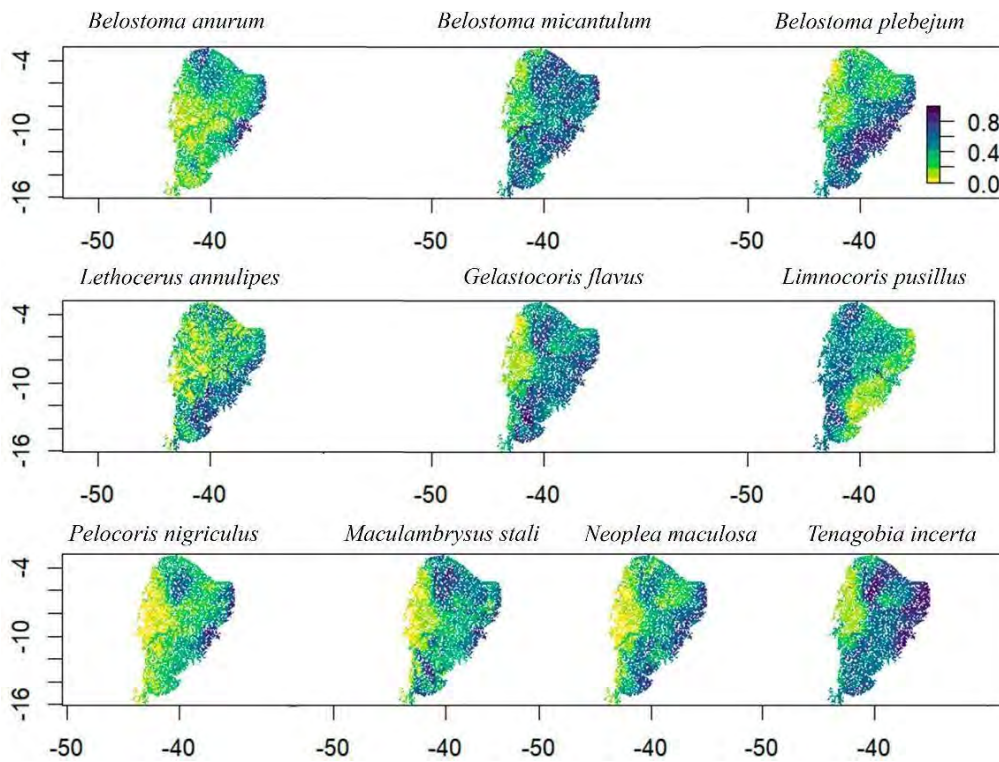 Belostoma anurum Belostoma micantulum Belostoma plebejum
-4
-10
-16
0.8
0.4
0.0
-50 -40 -50 -40 -50 -40
Lethocerus annulipes Gelastocoris flavus Limnocoris pusillus
-4
-10
-16
-50 -40 -50 -40 -50 -40
Pelocoris nigriculus Maculambrysus stali Neoplea maculosa Tenagobia incerta
-4
-10
-16
-50 -40 -50 -40 -50 -40 -50 -40